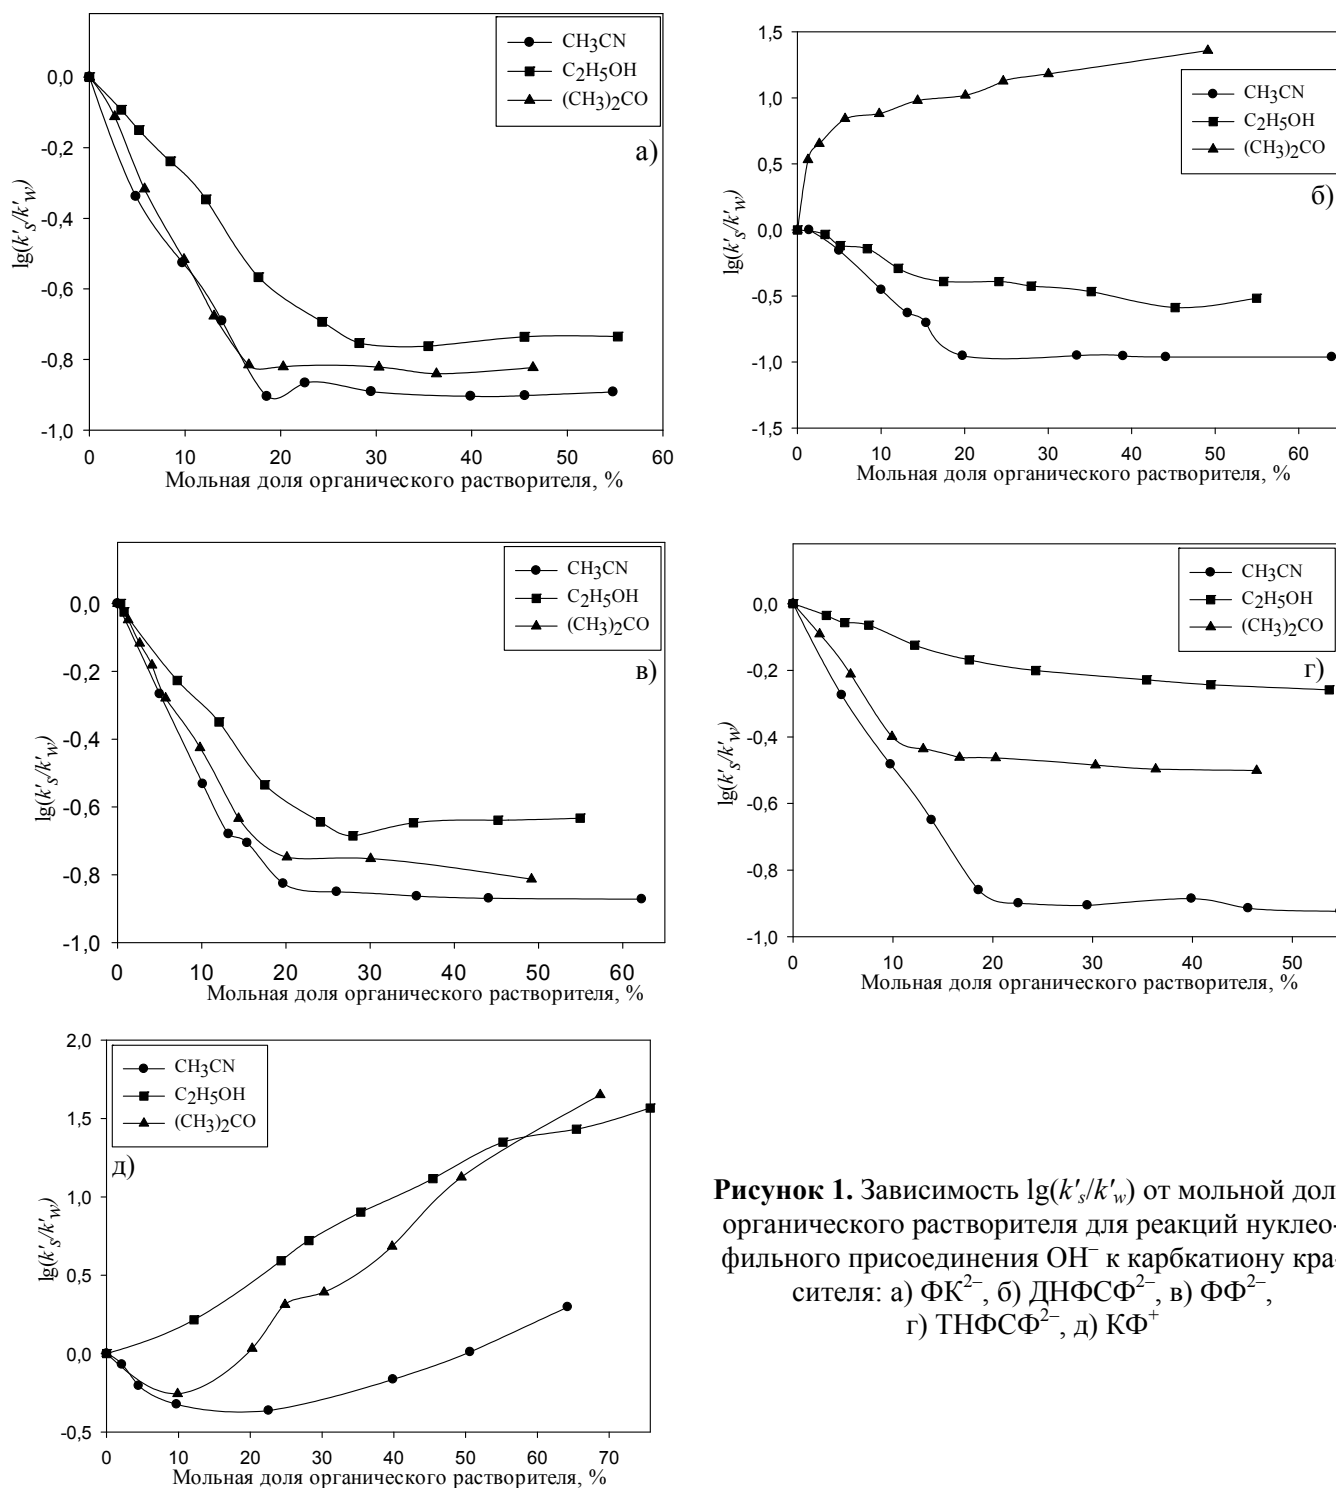 CH3CN
C2H5OH
(CH3)2CO
а)
0,0
-0,2
-0,4
-0,6
-0,8
-1,0
lg(k's/k'w)
0 10 20 30 40 50 60
Мольная доля органического растворителя, %
CH3CN
C2H5OH
(CH3)2CO
б)
1,5
1,0
0,5
0,0
-0,5
-1,0
-1,5
lg(k's/k'w)
0 10 20 30 40 50 60
Мольная доля органического растворителя, %
CH3CN
C2H5OH
(CH3)2CO
в)
0,0
-0,2
-0,4
-0,6
-0,8
-1,0
lg(k's/k'w)
0 10 20 30 40 50 60
Мольная доля органического растворителя, %
CH3CN
C2H5OH
(CH3)2CO
г)
0,0
-0,2
-0,4
-0,6
-0,8
-1,0
lg(k's/k'w)
0 10 20 30 40 50
Мольная доля органического растворителя, %
CH3CN
C2H5OH
(CH3)2CO
д)
2,0
1,5
1,0
0,5
0,0
-0,5
lg(k's/k'w)
0 10 20 30 40 50 60 70
Мольная доля органического растворителя, %
Рисунок 1. Зависимость lg(k's/k'w) от мольной дол
органического растворителя для реакций нуклео-
фильного присоединения OH⁻ к карбкатиону кра-
сителя: а) ФК²⁻, б) ДНФСФ²⁻, в) ФФ²⁻,
г) ТНФСФ²⁻, д) КФ⁺